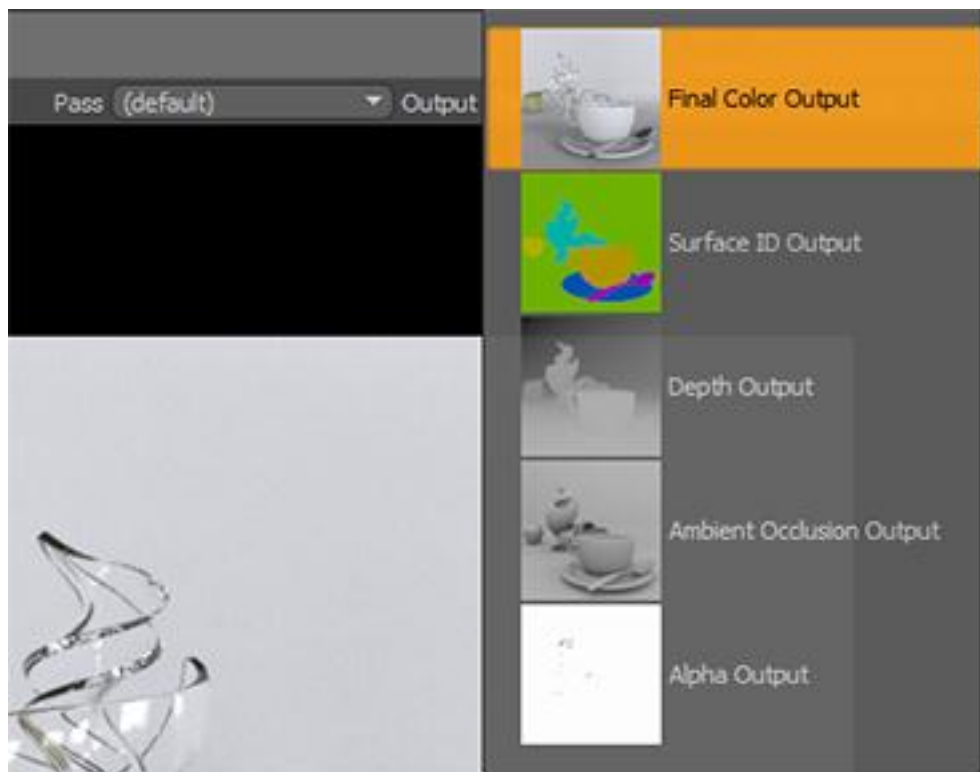 Pass (default) Output
Final Color Output
Surface ID Output
Depth Output
Ambient Occlusion Output
Alpha Output